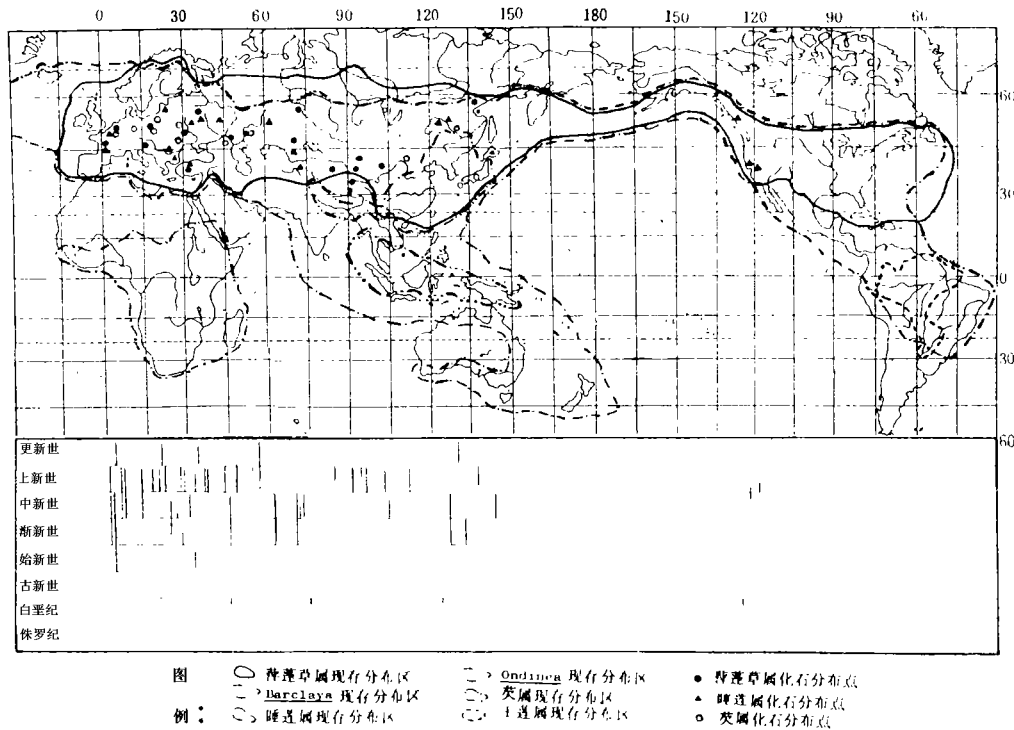 0 30 60 90 120 150 180 150 120 90 60
60
30
0
30
60
更新世
上新世
中新世
渐新世
始新世
古新世
白垩纪
侏罗纪
图 萍蓬草属现存分布区 Ondinea 现存分布区 萍蓬草属化石分布点
Barclaya 现存分布区 芡属现存分布区 睡莲属化石分布点
例: 睡莲属现存分布区 王莲属现存分布区 芡属化石分布点